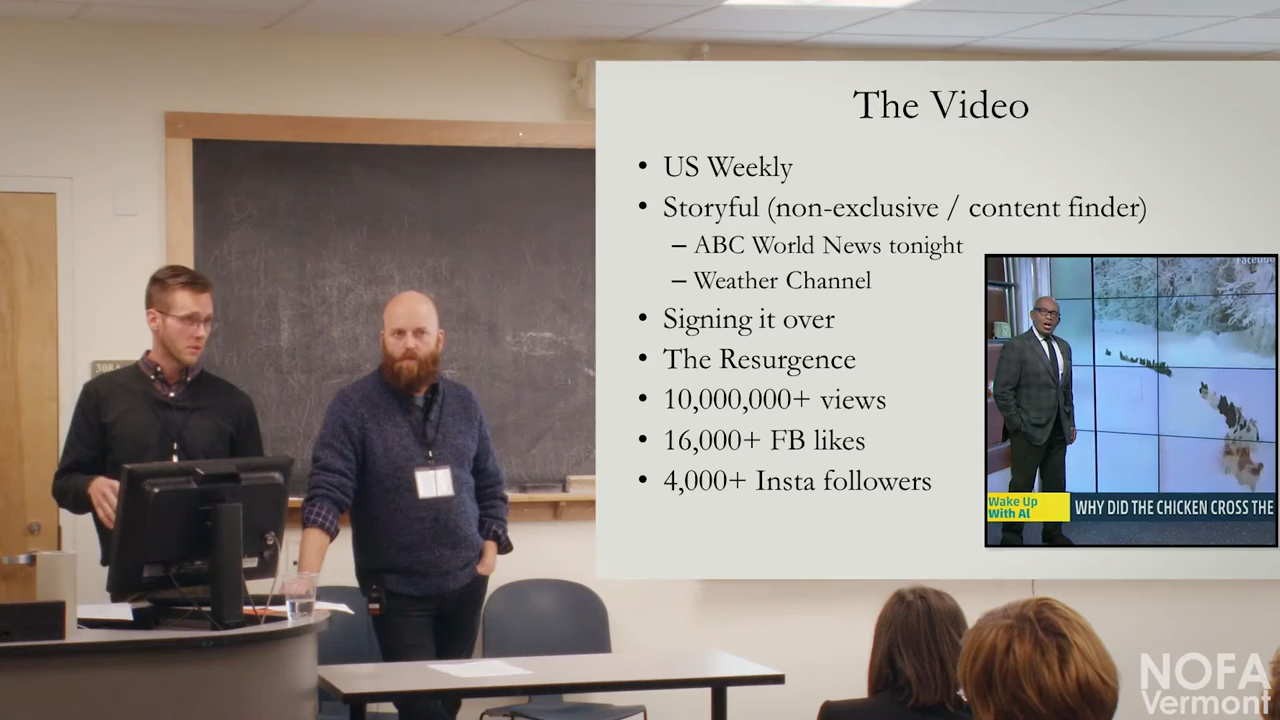 The Video
• US Weekly
• Storyful (non-exclusive / content finder)
– ABC World News tonight
– Weather Channel
• Signing it over
• The Resurgence
• 10,000,000+ views
• 16,000+ FB likes
• 4,000+ Insta followers
Facebook
Wake Up
With Al
WHY DID THE CHICKEN CROSS THE
308A
NOFA
Vermont